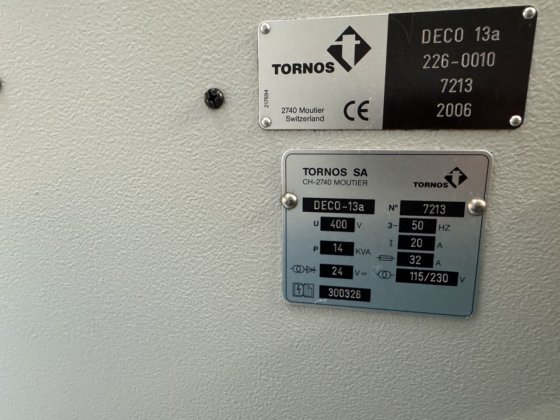 TORNOS
DECO 13a
226-0010
7213
2006
217694
2740 Moutier
Switzerland
CE
TORNOS SA
CH-2740 MOUTIER
TORNOS
DECO-13a N° 7213
U 400 V 3~ 50 HZ
P 14 KVA I 20 A
32 A
24 V 115/230 V
300326